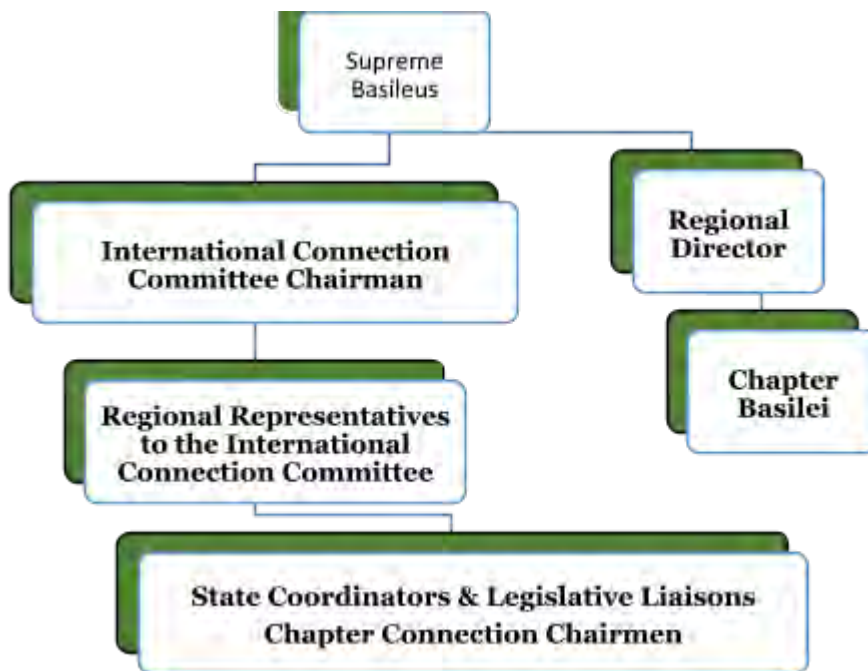 Supreme
Basileus
International Connection
Committee Chairman
Regional
Director
Regional Representatives
to the International
Connection Committee
Chapter
Basilei
State Coordinators & Legislative Liaisons
Chapter Connection Chairmen